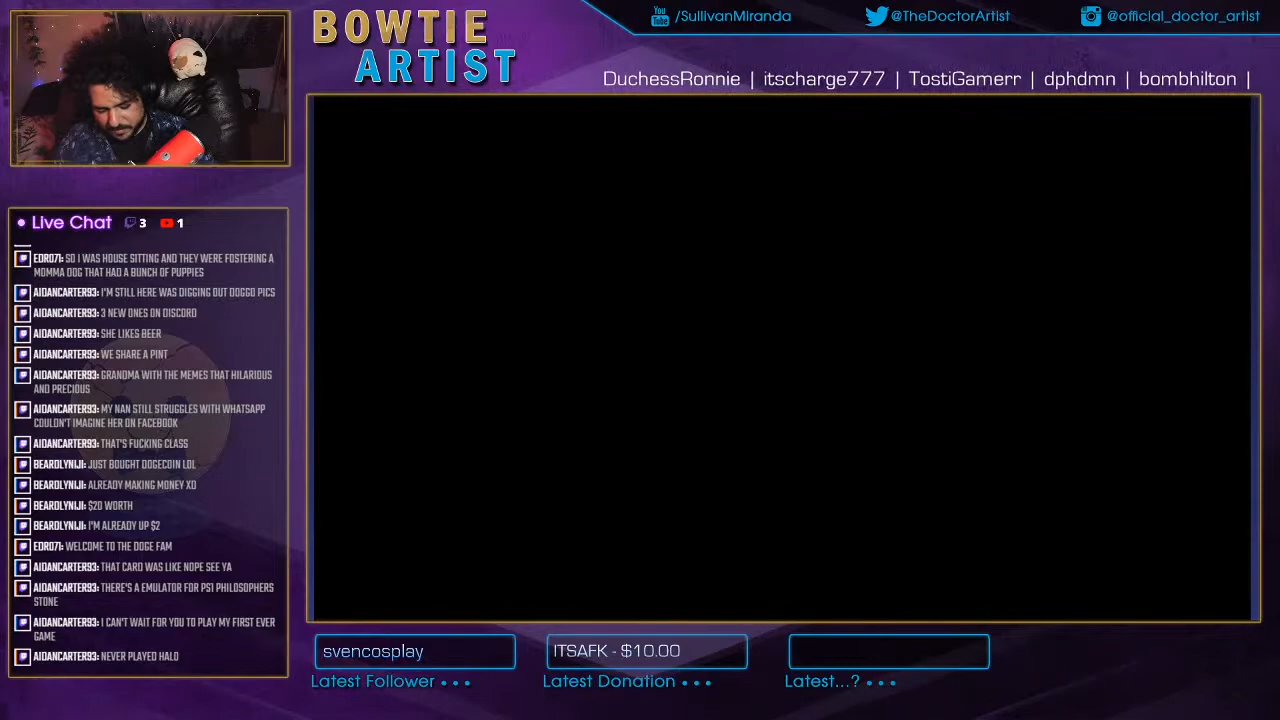 BOWTIE
ARTIST
/SullivanMiranda
@TheDoctorArtist
@official_doctor_artist
DuchessRonnie | itscharge777 | TostiGamerr | dphdmn | bombhilton |
Live Chat 3 1
EDR071: SO I WAS HOUSE SITTING AND THEY WERE FOSTERING A
MOMMA DOG THAT HAD A BUNCH OF PUPPIES
AIDANCARTER93: I'M STILL HERE WAS DIGGING OUT DOGGO PICS
AIDANCARTER93: 3 NEW ONES ON DISCORD
AIDANCARTER93: SHE LIKES BEER
AIDANCARTER93: WE SHARE A PINT
AIDANCARTER93: GRANDMA WITH THE MEMES THAT HILARIOUS
AND PRECIOUS
AIDANCARTER93: MY NAN STILL STRUGGLES WITH WHATSAPP
COULDN'T IMAGINE HER ON FACEBOOK
AIDANCARTER93: THAT'S FUCKING CLASS
BEARDLYNIJI: JUST BOUGHT DOGECOIN LOL
BEARDLYNIJI: ALREADY MAKING MONEY XD
BEARDLYNIJI: $20 WORTH
BEARDLYNIJI: I'M ALREADY UP $2
EDR071: WELCOME TO THE DOGE FAM
AIDANCARTER93: THAT CARD WAS LIKE NOPE SEE YA
AIDANCARTER93: THERE'S A EMULATOR FOR PS1 PHILOSOPHERS
STONE
AIDANCARTER93: I CAN'T WAIT FOR YOU TO PLAY MY FIRST EVER
GAME
AIDANCARTER93: NEVER PLAYED HALO
svencosplay
Latest Follower • • •
ITSAFK - $10.00
Latest Donation • • •
Latest...? • • •